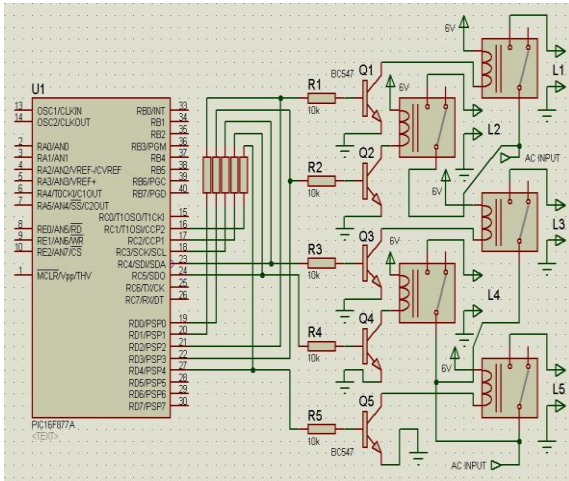 U1
13 OSC1/CLKIN RB0/INT 33
14 OSC2/CLKOUT RB1 34
RB2 35
2 RA0/AN0 RB3/PGM 36
3 RA1/AN1 RB4 37
4 RA2/AN2/VREF-/CVREF RB5 38
5 RA3/AN3/VREF+ RB6/PGC 39
6 RA4/T0CKI/C1OUT RB7/PGD 40
7 RA5/AN4/SS/C2OUT
RC0/T1OSO/T1CKI 15
8 RE0/AN5/RD RC1/T1OSI/CCP2 16
9 RE1/AN6/WR RC2/CCP1 17
10 RE2/AN7/CS RC3/SCK/SCL 18
RC4/SDI/SDA 23
1 MCLR/Vpp/THV RC5/SDO 24
RC6/TX/CK 25
RC7/RX/DT 26
RD0/PSP0 19
RD1/PSP1 20
RD2/PSP2 21
RD3/PSP3 22
RD4/PSP4 27
RD5/PSP5 28
RD6/PSP6 29
RD7/PSP7 30
PIC16F877A
<TEXT>
R1
10k
R2
10k
R3
10k
R4
10k
R5
10k
BC547
Q1
Q2
Q3
Q4
Q5
BC547
6V
6V
6V
6V
6V
L1
L2
L3
L4
L5
AC INPUT
AC INPUT